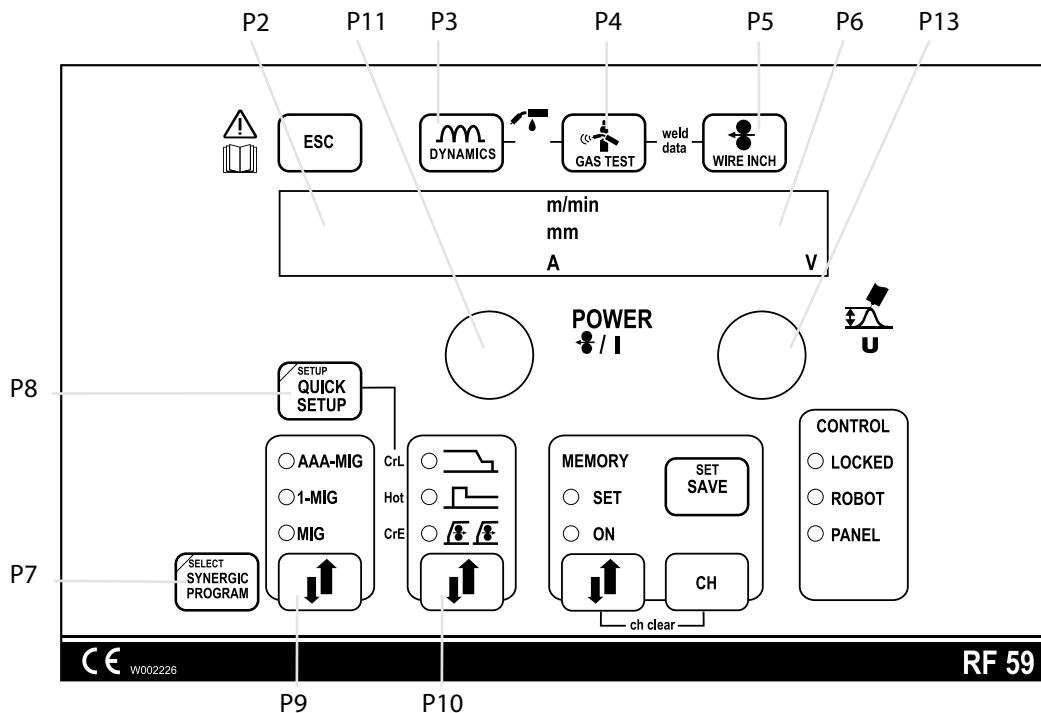 P2 P11 P3 P4 P5 P6 P13
ESC
DYNAMICS
GAS TEST
weld
data
WIRE INCH
m/min
mm
A V
POWER
/ I
U
P8
SETUP
QUICK
SETUP
AAA-MIG
1-MIG
MIG
CrL
Hot
CrE
MEMORY
SET
ON
SET
SAVE
CONTROL
LOCKED
ROBOT
PANEL
P7
SELECT
SYNERGIC
PROGRAM
CH
ch clear
CE W002226 RF 59
P9 P10